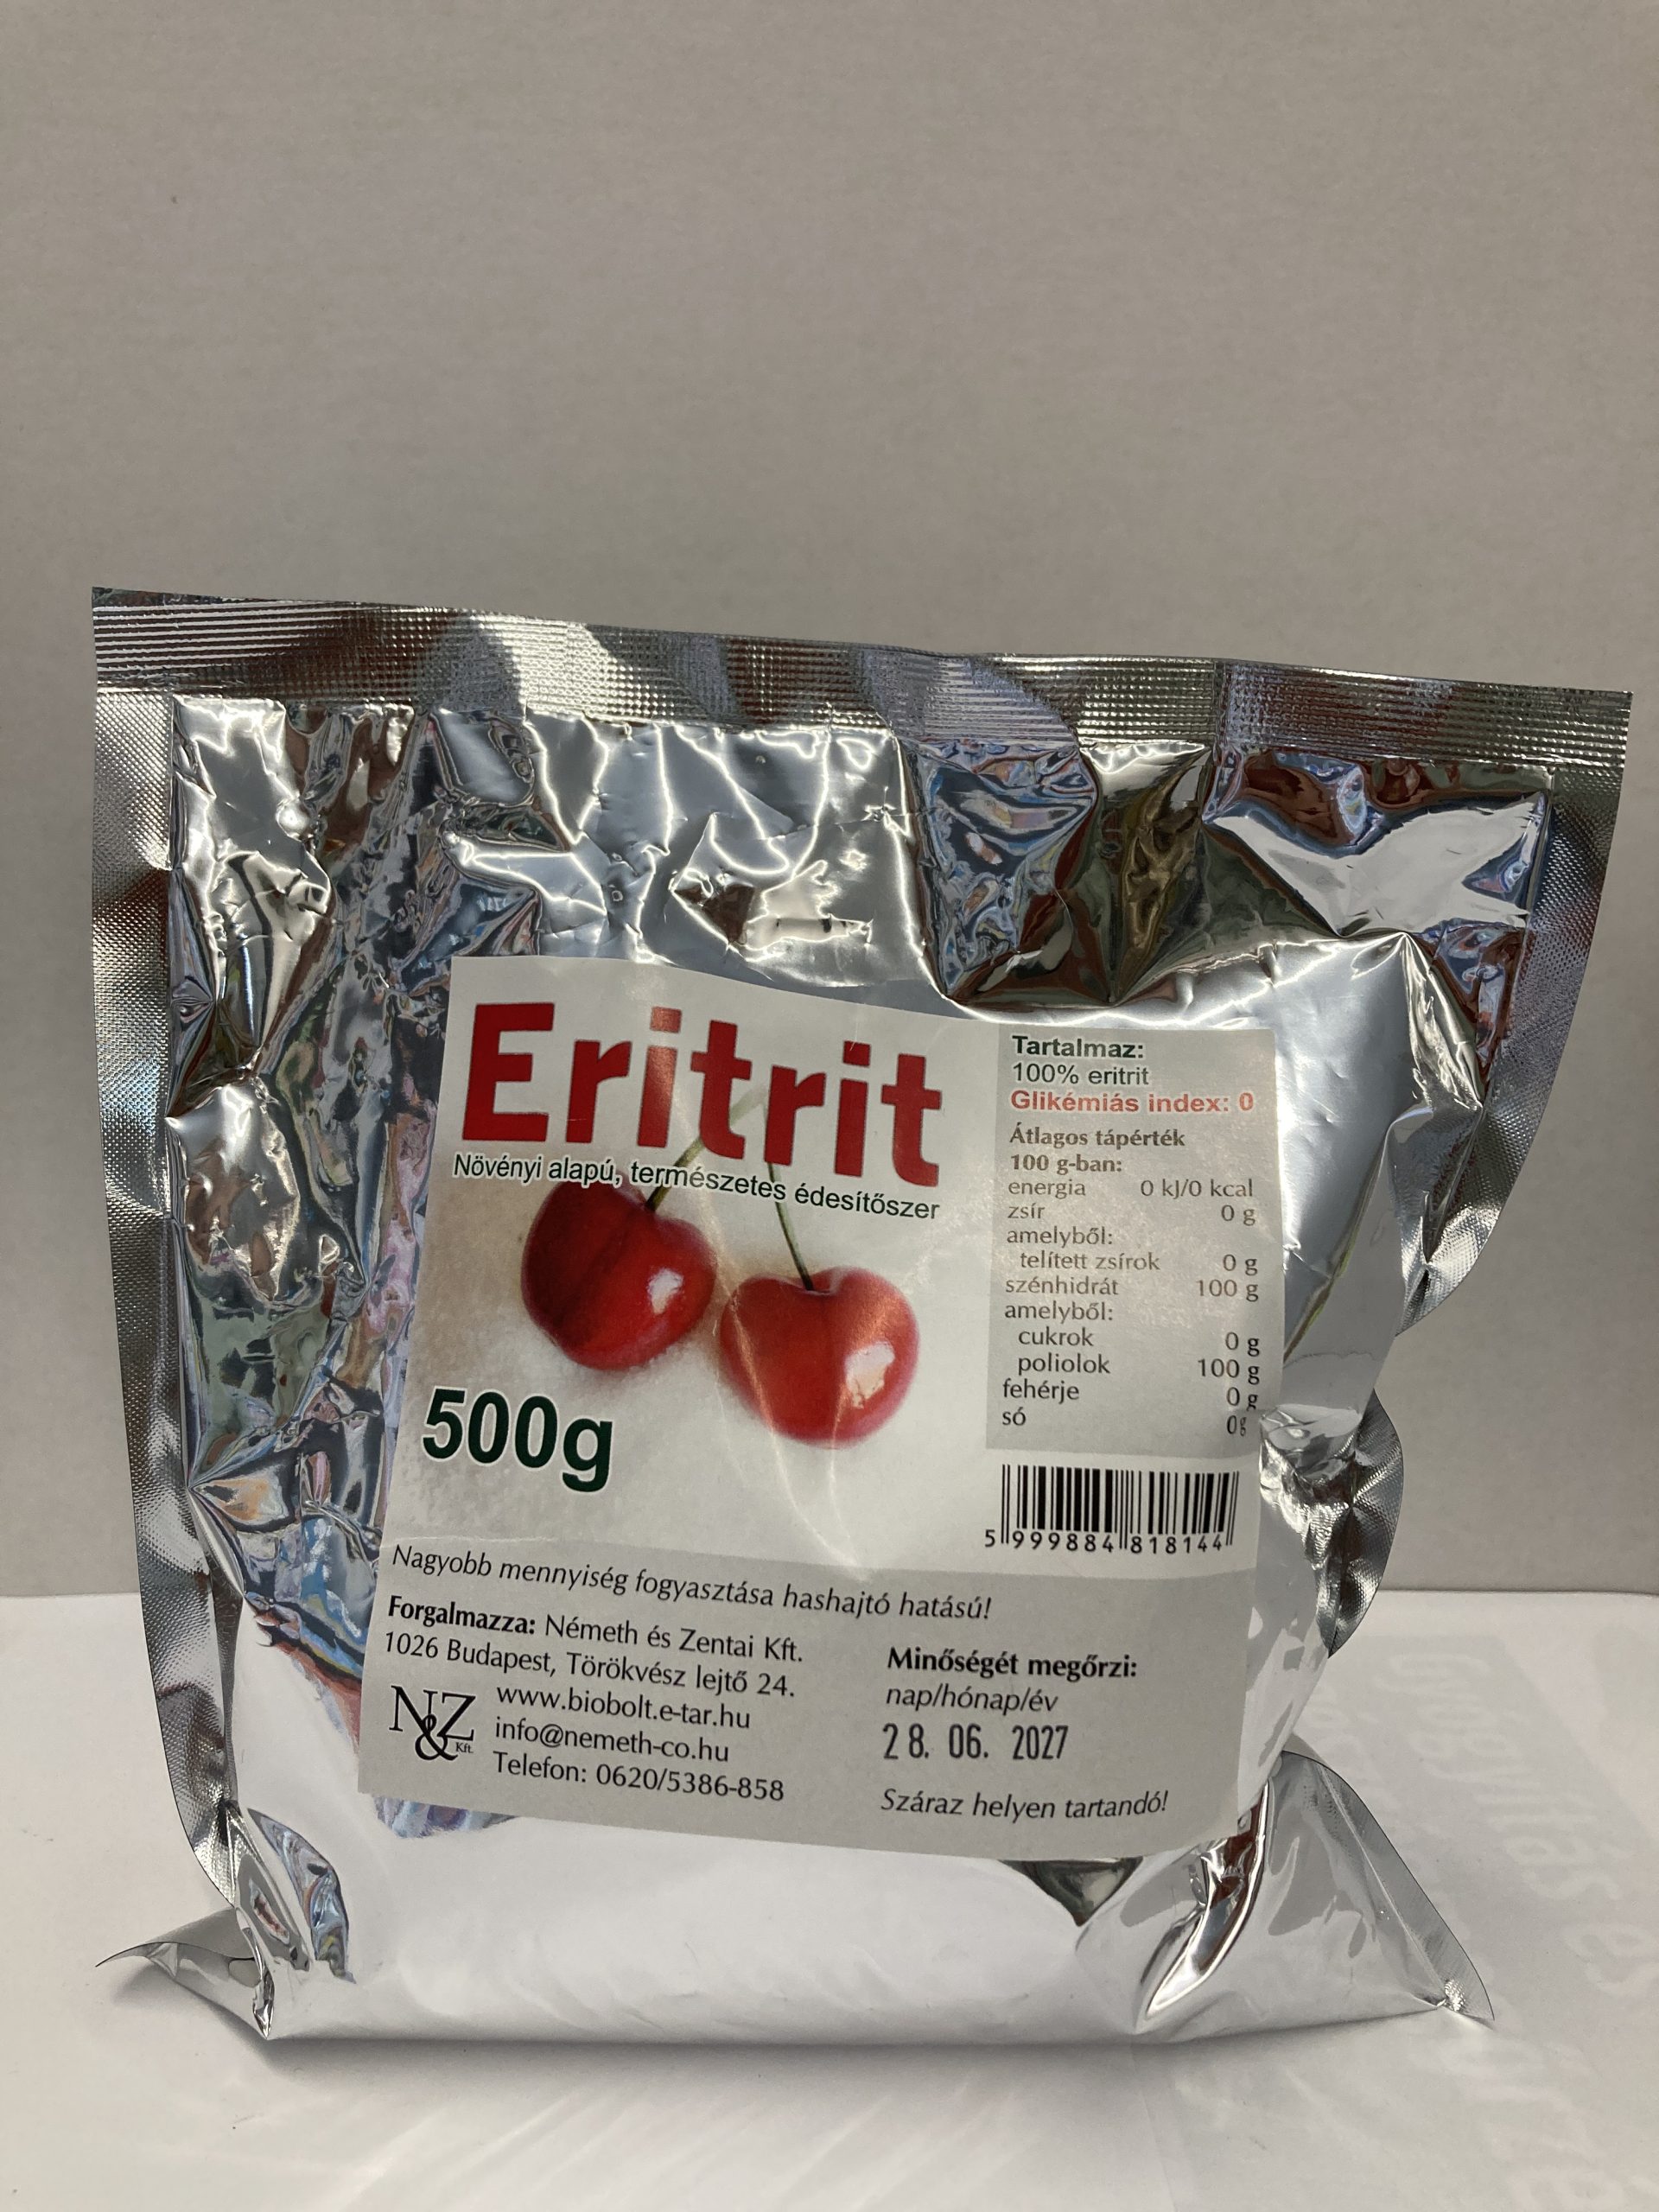 Eritrit
Növényi alapú, természetes édesítőszer
500g
Tartalmaz:
100% eritrit
Glikémiás index: 0
Átlagos tápérték
100 g-ban:
energia 0 kJ/0 kcal
zsír 0 g
amelyből:
telített zsírok 0 g
szénhidrát 100 g
amelyből:
cukrok 0 g
poliolok 100 g
fehérje 0 g
só 0g
5 999884 818144
Nagyobb mennyiség fogyasztása hashajtó hatású!
Forgalmazza: Németh és Zentai Kft.
1026 Budapest, Törökvész lejtő 24.
N&Z Kft.
www.biobolt.e-tar.hu
info@nemeth-co.hu
Telefon: 0620/5386-858
Minőségét megőrzi:
nap/hónap/év
28. 06. 2027
Száraz helyen tartandó!